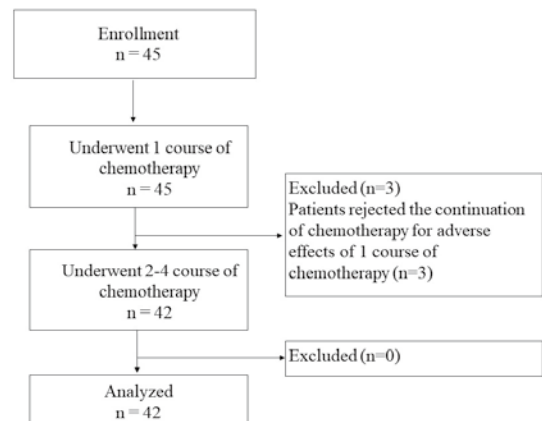 Enrollment
n = 45
Underwent 1 course of
chemotherapy
n = 45
Excluded (n=3)
Patients rejected the continuation
of chemotherapy for adverse
effects of 1 course of
chemotherapy (n=3)
Underwent 2-4 course of
chemotherapy
n = 42
Excluded (n=0)
Analyzed
n = 42